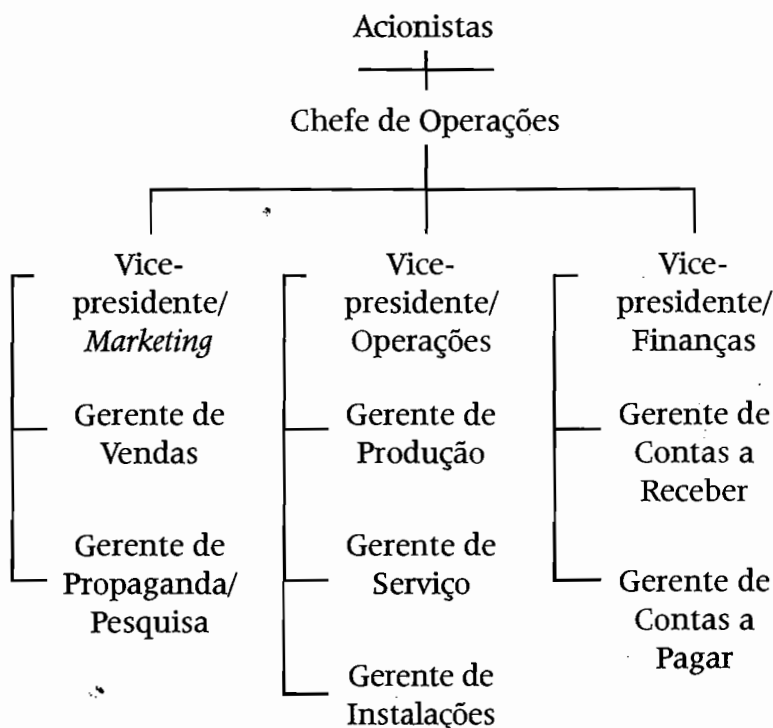 Acionistas
Chefe de Operações
Vice-
presidente/
Marketing
Gerente de
Vendas
Gerente de
Propaganda/
Pesquisa
Vice-
presidente/
Operações
Gerente de
Produção
Gerente de
Serviço
Gerente de
Instalações
Vice-
presidente/
Finanças
Gerente de
Contas a
Receber
Gerente de
Contas a
Pagar